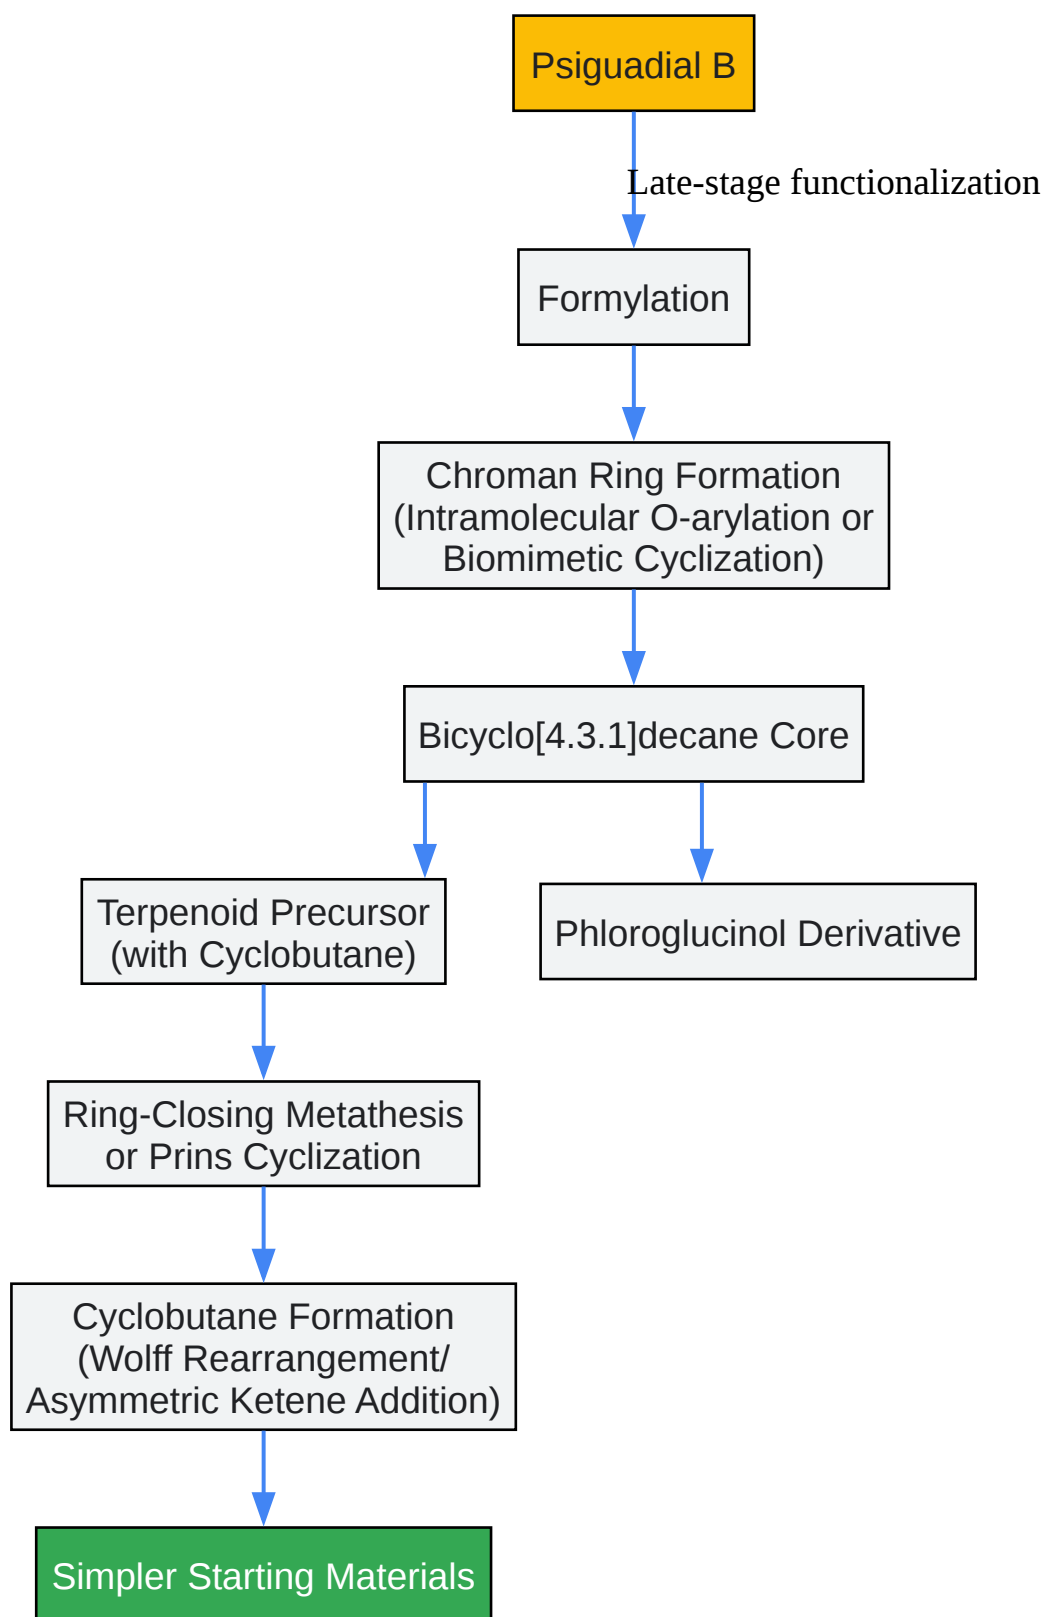 Psiguadial B
Late-stage functionalization
Formylation
Chroman Ring Formation
(Intramolecular O-arylation or
Biomimetic Cyclization)
Bicyclo[4.3.1]decane Core
Terpenoid Precursor
(with Cyclobutane)
Phloroglucinol Derivative
Ring-Closing Metathesis
or Prins Cyclization
Cyclobutane Formation
(Wolff Rearrangement/
Asymmetric Ketene Addition)
Simpler Starting Materials